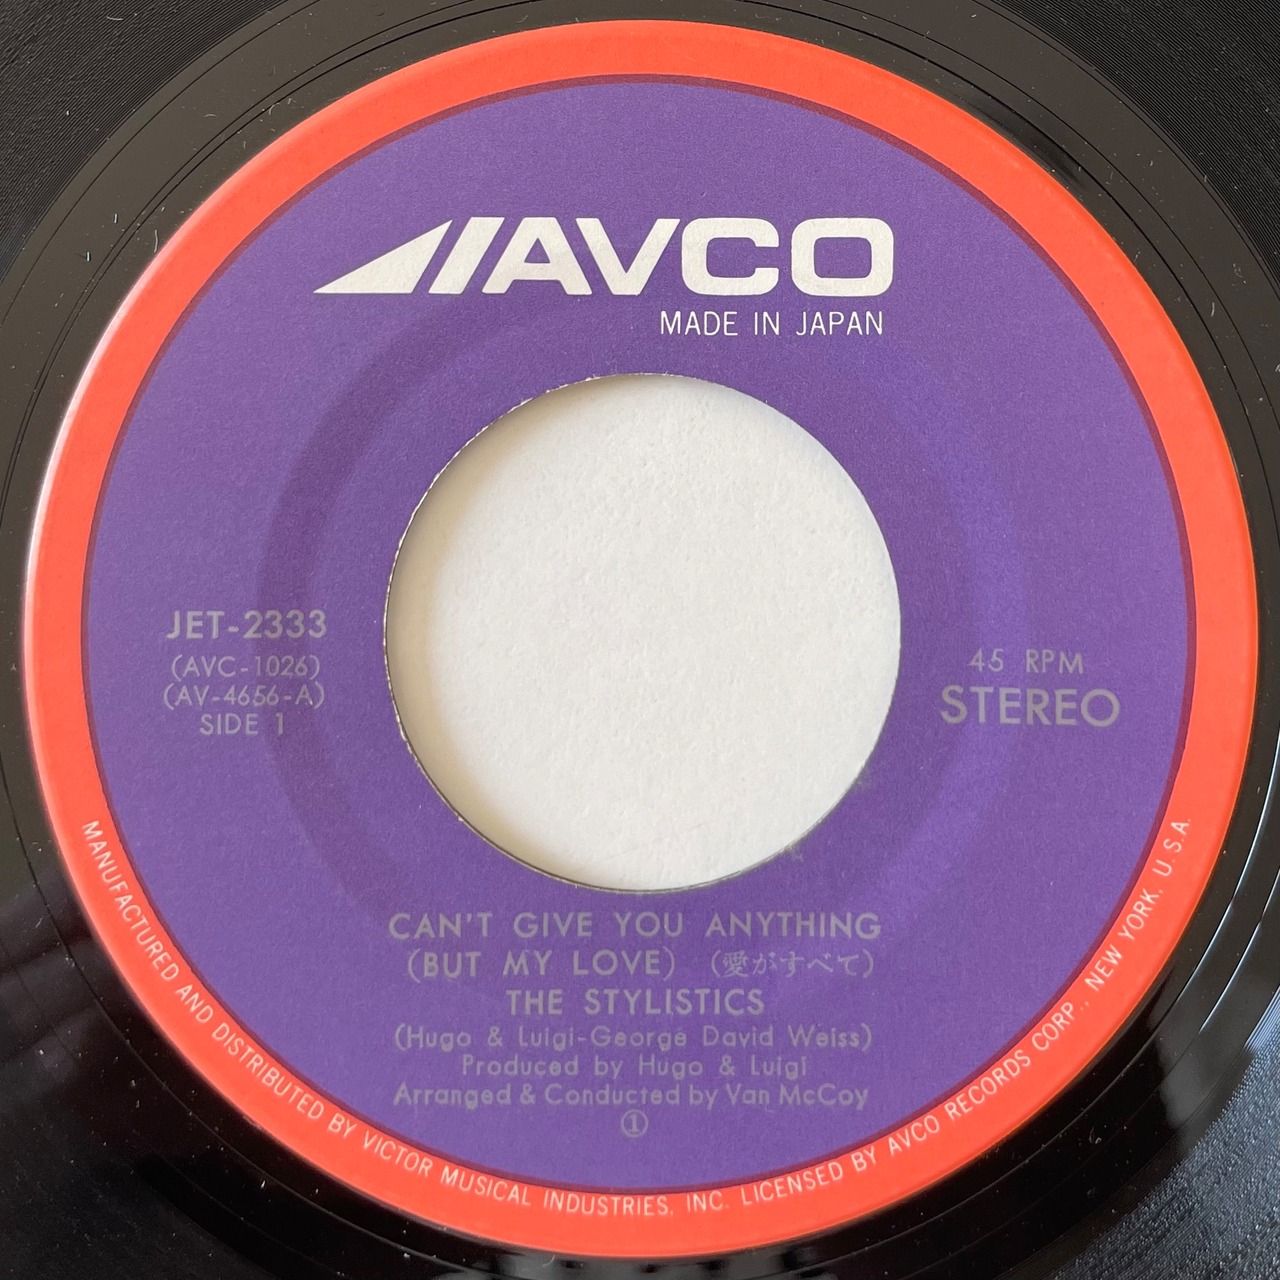 AVCO
MADE IN JAPAN
JET-2333
(AVC-1026)
(AV-4656-A)
SIDE 1
45 RPM
STEREO
CAN'T GIVE YOU ANYTHING
(BUT MY LOVE) (愛がすべて)
THE STYLISTICS
(Hugo & Luigi-George David Weiss)
Produced by Hugo & Luigi
Arranged & Conducted by Van McCoy
①
MANUFACTURED AND DISTRIBUTED BY VICTOR MUSICAL INDUSTRIES, INC. LICENSED BY AVCO RECORDS CORP., NEW YORK, U.S.A.